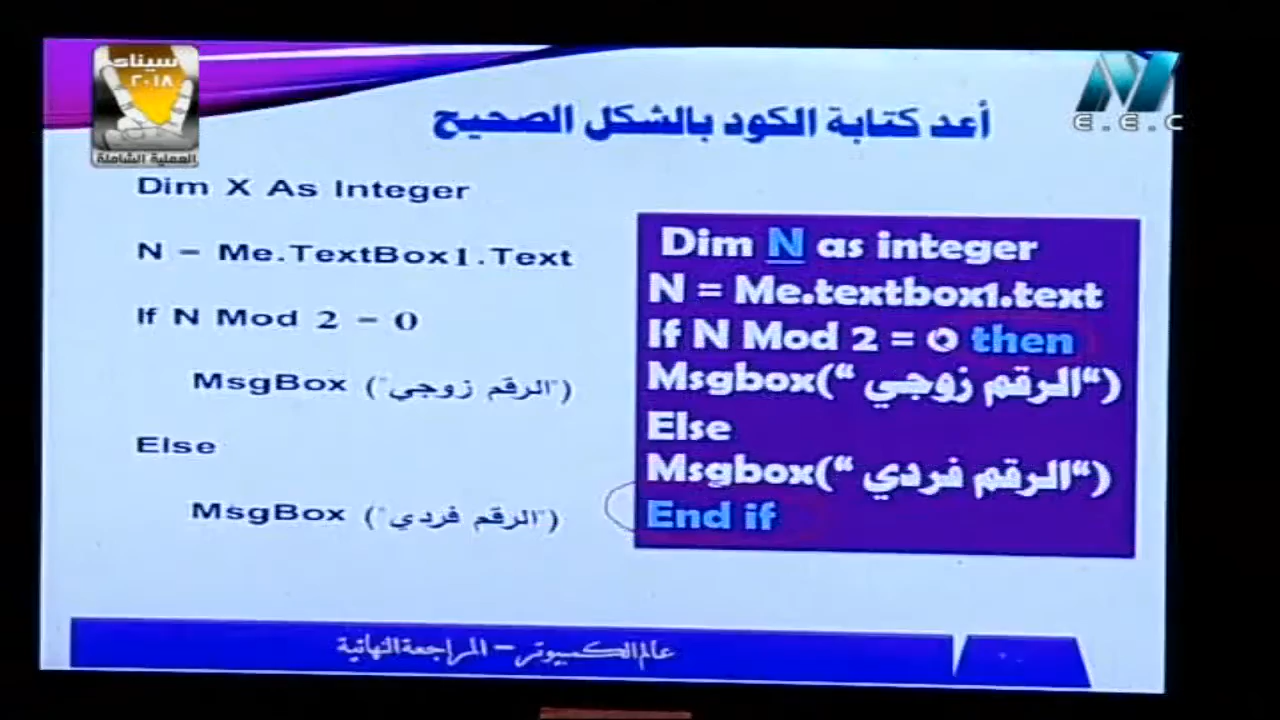 سيناء
٢٠١٨
العملية الشاملة
E.E.C
أعد كتابة الكود بالشكل الصحيح
Dim X As Integer
N = Me.TextBox1.Text
If N Mod 2 = 0
MsgBox ("الرقم زوجي")
Else
MsgBox ("الرقم فردي")
Dim N as integer
N = Me.textbox1.text
If N Mod 2 = 0 then
Msgbox(“ الرقم زوجي“)
Else
Msgbox(“ الرقم فردي“)
End if
عالم الكمبيوتر – المراجعة النهائية